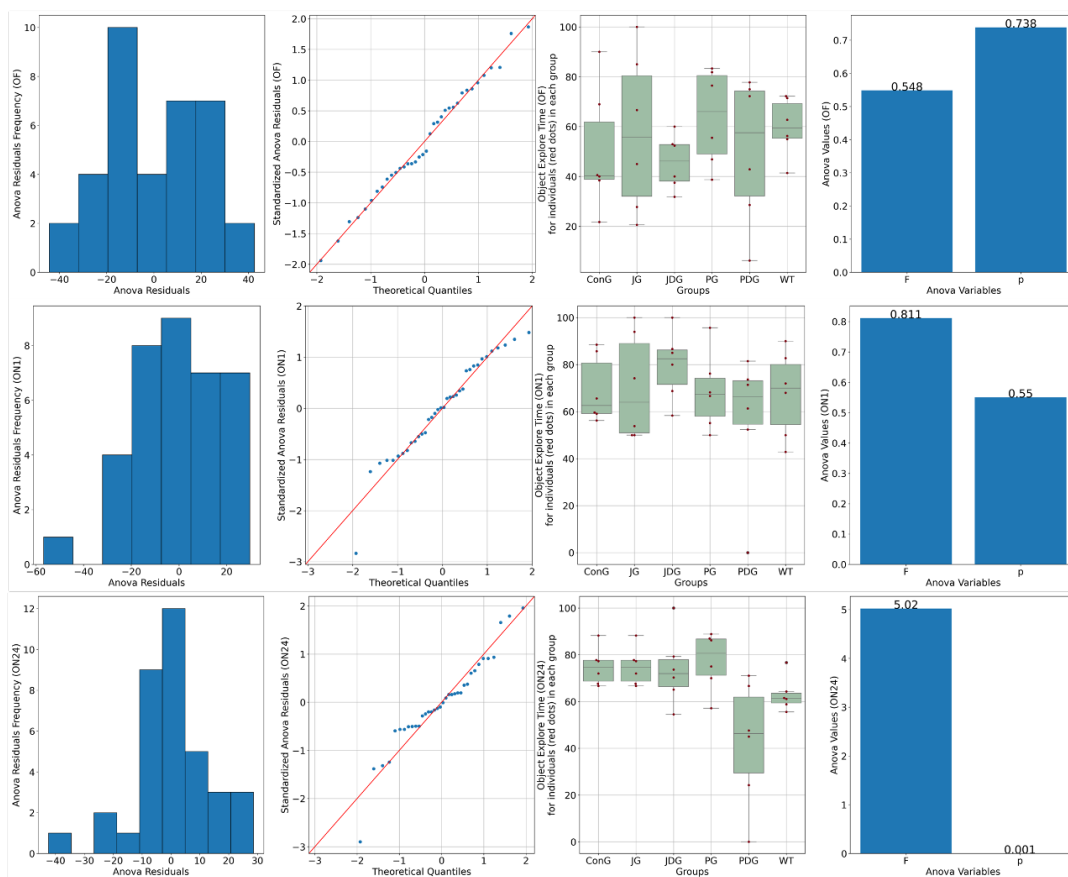 Anova Residuals Frequency (OF)
10
8
6
4
2
0
−40
−20
0
20
40
Anova Residuals
Standardized Anova Residuals (OF)
2.0
1.5
1.0
0.5
0.0
−0.5
−1.0
−1.5
−2.0
−2
−1
0
1
2
Theoretical Quantiles
Object Explore Time (OF)
for individuals (red dots) in each group
100
80
60
40
20
ConG
JG
JDG
PG
PDG
WT
Groups
Anova Values (OF)
0.7
0.6
0.5
0.4
0.3
0.2
0.1
0.0
0.548
0.738
F
p
Anova Variables
Anova Residuals Frequency (ON1)
8
6
4
2
0
−60
−40
−20
0
20
Anova Residuals
Standardized Anova Residuals (ON1)
2
1
0
−1
−2
−3
−3
−2
−1
0
1
2
Theoretical Quantiles
Object Explore Time (ON1)
for individuals (red dots) in each group
100
80
60
40
20
0
ConG
JG
JDG
PG
PDG
WT
Groups
Anova Values (ON1)
0.8
0.7
0.6
0.5
0.4
0.3
0.2
0.1
0.0
0.811
0.55
F
p
Anova Variables
Anova Residuals Frequency (ON24)
12
10
8
6
4
2
0
−40
−30
−20
−10
0
10
20
30
Anova Residuals
Standardized Anova Residuals (ON24)
2
1
0
−1
−2
−3
−3
−2
−1
0
1
2
Theoretical Quantiles
Object Explore Time (ON24)
for individuals (red dots) in each group
100
80
60
40
20
0
ConG
JG
JDG
PG
PDG
WT
Groups
Anova Values (ON24)
5
4
3
2
1
0
5.02
0.001
F
p
Anova Variables